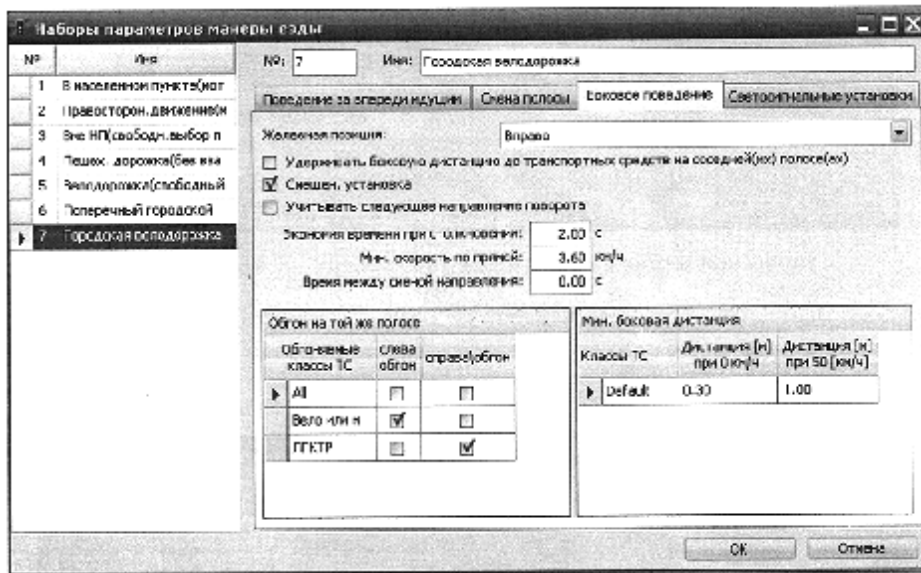 Наборы параметров манеры езды
№ Имя
1 В населенном пункте(мот
2 Правосторон.движение(м
3 Вне НП(свободн.выбор п
4 Пешех. дорожка(без вза
5 Велодорожка(свободный
6 Поперечный городской
7 Городская велодорожка
№: 7 Имя: Городская велодорожка
Поведение за впереди идущим Смена полосы Боковое поведение Светосигнальные установки
Желаемая позиция: Вправо
Удерживать боковую дистанцию до транспортных средств на соседней(их) полосе(ах)
Смешен. установка
Учитывать следующее направление поворота
Экономия времени при столкновении: 2.00 с
Мин. скорость по прямой: 3.60 км/ч
Время между сменой направления: 0.00 с
Обгон на той же полосе
Обгоняемые классы ТС
слева обгон
справа\обгон
All
Вело или м
Мин. боковая дистанция
Классы ТС
Дистанция [м] при 0 км/ч
Дистанция [м] при 50 [км/ч]
Default 0.30 1.00
OK Отмена